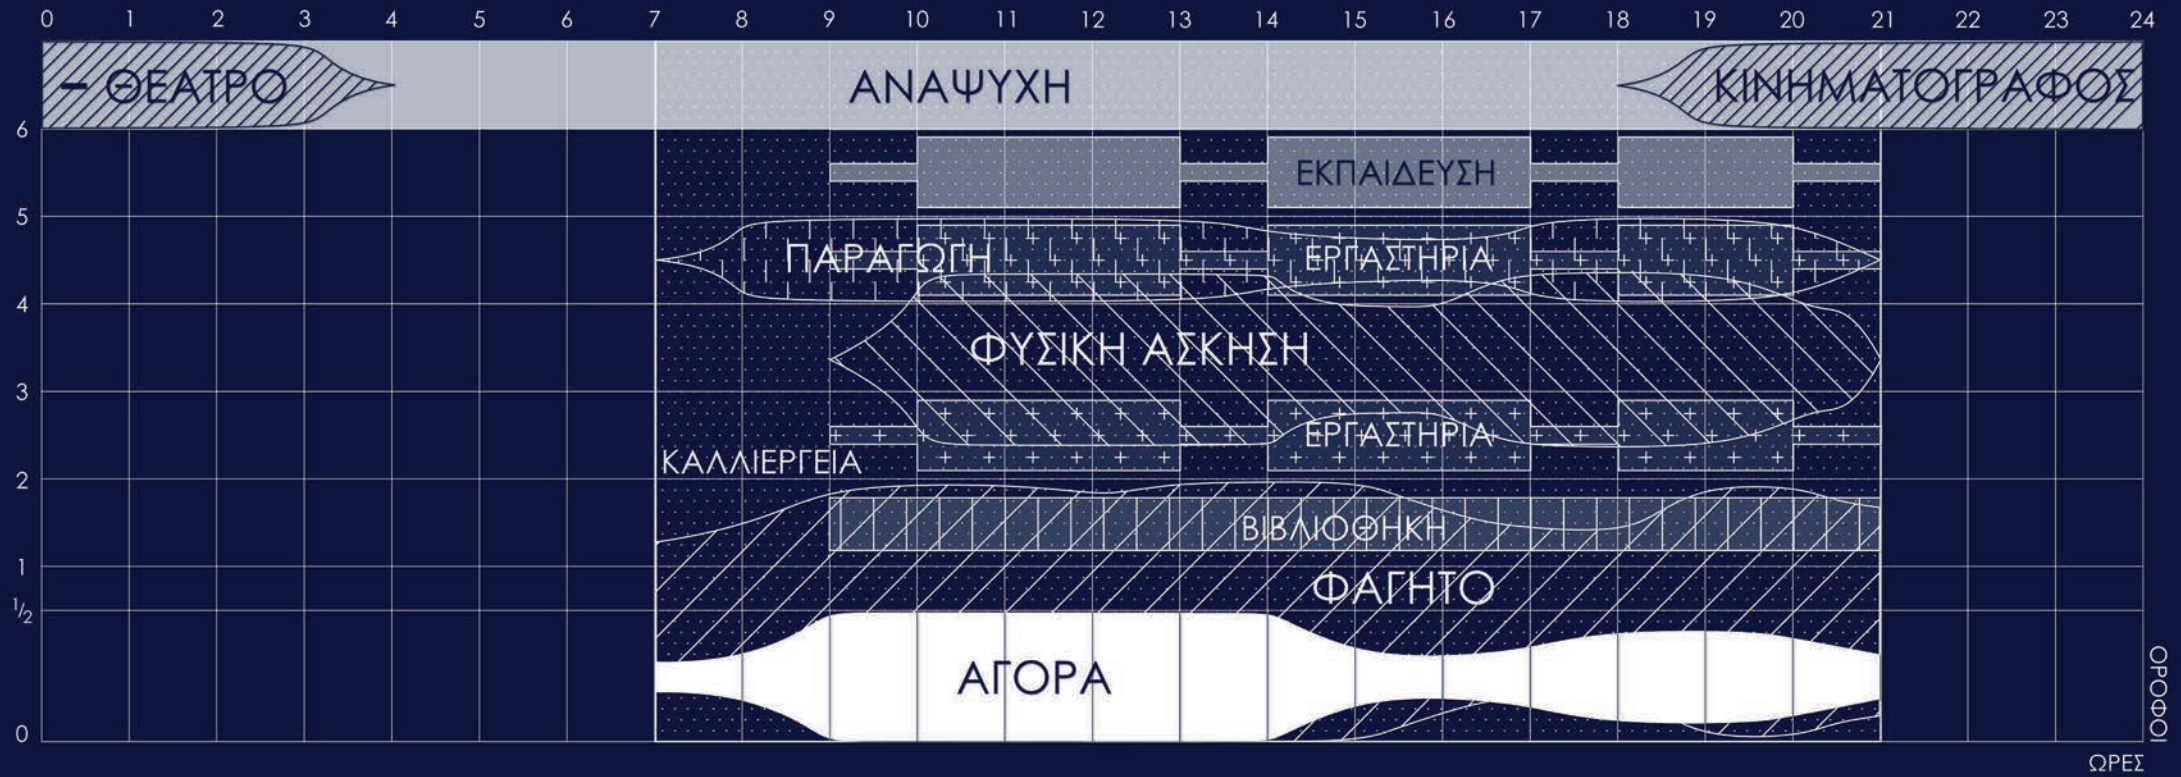 0 1 2 3 4 5 6 7 8 9 10 11 12 13 14 15 16 17 18 19 20 21 22 23 24
- ΘΕΑΤΡΟ ΑΝΑΨΥΧΗ ΚΙΝΗΜΑΤΟΓΡΑΦΟΣ
6
ΕΚΠΑΙΔΕΥΣΗ
5
ΠΑΡΑΓΩΓΗ ΕΡΓΑΣΤΗΡΙΑ
4
ΦΥΣΙΚΗ ΑΣΚΗΣΗ
3
ΕΡΓΑΣΤΗΡΙΑ
ΚΑΛΛΙΕΡΓΕΙΑ
2
ΒΙΒΛΙΟΘΗΚΗ
1
ΦΑΓΗΤΟ
1/2
ΑΓΟΡΑ
0
ΟΡΟΦΟΙ
ΩΡΕΣ